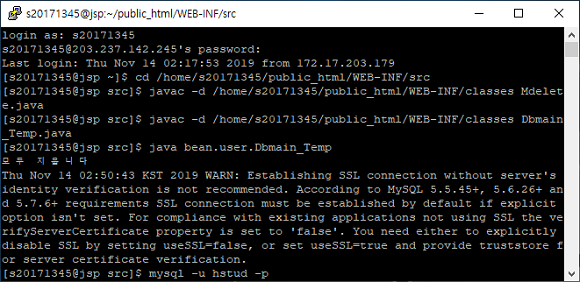 s20171345@jsp:~/public_html/WEB-INF/src
login as: s20171345
s20171345@203.237.142.245's password:
Last login: Thu Nov 14 02:17:53 2019 from 172.17.203.179
[s20171345@jsp ~]$ cd /home/s20171345/public_html/WEB-INF/src
[s20171345@jsp src]$ javac -d /home/s20171345/public_html/WEB-INF/classes Mdelet
e.java
[s20171345@jsp src]$ javac -d /home/s20171345/public_html/WEB-INF/classes Dbmain
_Temp.java
[s20171345@jsp src]$ java bean.user.Dbmain_Temp
모두 지웁니다
Thu Nov 14 02:50:43 KST 2019 WARN: Establishing SSL connection without server's
identity verification is not recommended. According to MySQL 5.5.45+, 5.6.26+ an
d 5.7.6+ requirements SSL connection must be established by default if explicit
option isn't set. For compliance with existing applications not using SSL the ve
rifyServerCertificate property is set to 'false'. You need either to explicitly
disable SSL by setting useSSL=false, or set useSSL=true and provide truststore f
or server certificate verification.
[s20171345@jsp src]$ mysql -u hstud -p